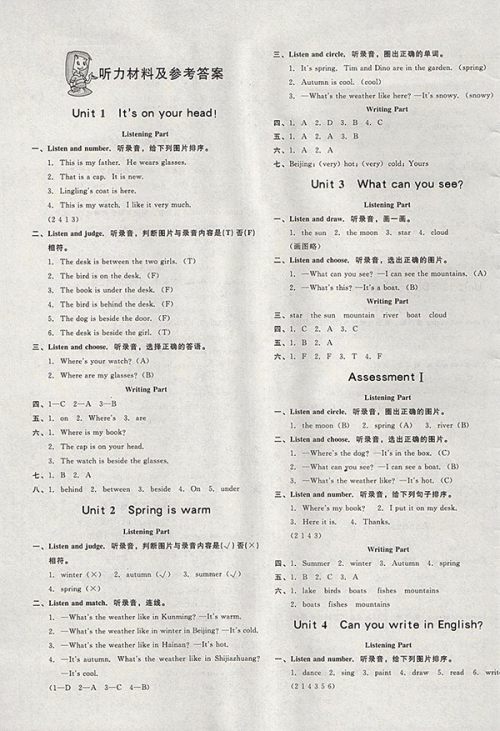 听力材料及参考答案
Unit 1 It's on your head!
Listening Part
一、Listen and number. 听录音，给下列图片排序。
1. This is my father. He wears glasses.
2. That is a cap. It is new.
3. Lingling's coat is here.
4. This is my watch. I like it very much.
(2 4 1 3)
二、Listen and judge. 听录音，判断图片与录音内容是(T)否(F)
相符。
1. The desk is between the two girls. (T)
2. The bird is on the desk. (F)
3. The book is under the desk. (F)
4. The bird is behind the desk. (F)
5. The dog is beside the door. (F)
6. The desk is beside the girl. (T)
三、Listen and choose. 听录音，选择正确的答语。
1. Where's your watch? (A)
2. Where are my glasses? (B)
Writing Part
四、1—C 2—A 3—B
五、1. on 2. Where's 3. are
六、1. Where is my book?
2. The cap is on your head.
3. The watch is beside the glasses.
七、1. B 2. A
八、1. behind 2. between 3. beside 4. On 5. under
Unit 2 Spring is warm
Listening Part
一、Listen and judge. 听录音，判断图片与录音内容是(√)否(×)
相符。
1. winter (×) 2. autumn (√) 3. summer (√)
4. spring (×)
二、Listen and match. 听录音，连线。
1. —What's the weather like in Kunming? —It's warm.
2. —What's the weather like in winter in Beijing? —It's cold.
3. —What's the weather like in Hainan? —It's hot.
4. —It's autumn. What's the weather like in Shijiazhuang?
—It's cool.
(1—D 2—A 3—C 4—B)
三、Listen and circle. 听录音，圈出正确的单词。
1. It's spring. Tim and Dino are in the garden. (spring)
2. Autumn is cool. (cool)
3. —What's the weather like here? —It's snowy. (snowy)
Writing Part
四、1. A 2. D 3. B 4. C
五、1. A 2. A 3. B
六、1. A 2. A
七、Beijing; (very) hot; (very) cold; Yours
Unit 3 What can you see?
Listening Part
一、Listen and draw. 听录音，画一画。
1. the sun 2. the moon 3. star 4. cloud
(画图略)
二、Listen and choose. 听录音，选出正确的图片。
1. —What can you see? —I can see the mountains. (A)
2. —What's this? —It's a boat. (B)
Writing Part
三、star the sun mountain river boat cloud
四、1. C 2. A 3. C
五、1. B 2. A 3. B
六、1. F 2. F 3. T 4. F
Assessment Ⅰ
Listening Part
一、Listen and circle. 听录音，圈出正确的图片。
1. the moon (B) 2. spring (A) 3. river (B)
二、Listen and choose. 听录音，选出正确的图片。
1. —Where's the dog? —It's in the box. (C)
2. —What can you see? —I can see a boat. (C)
3. —What's the weather like? —It's hot. (C)
三、Listen and number. 听录音，给下列句子排序。
1. Where's my book? 2. I put it on my desk.
3. Here it is. 4. Thanks.
(2 1 4 3)
Writing Part
四、1. Summer 2. winter 3. Autumn 4. spring
五、1. B 2. C 3. A
六、1. lake birds boats fishes mountains
2. boats fishes mountains
Unit 4 Can you write in English?
Listening Part
一、Listen and number. 听录音，给下列图片排序。
1. dance 2. sing 3. paint 4. draw 5. read 6. writ
(2 1 4 3 5 6)